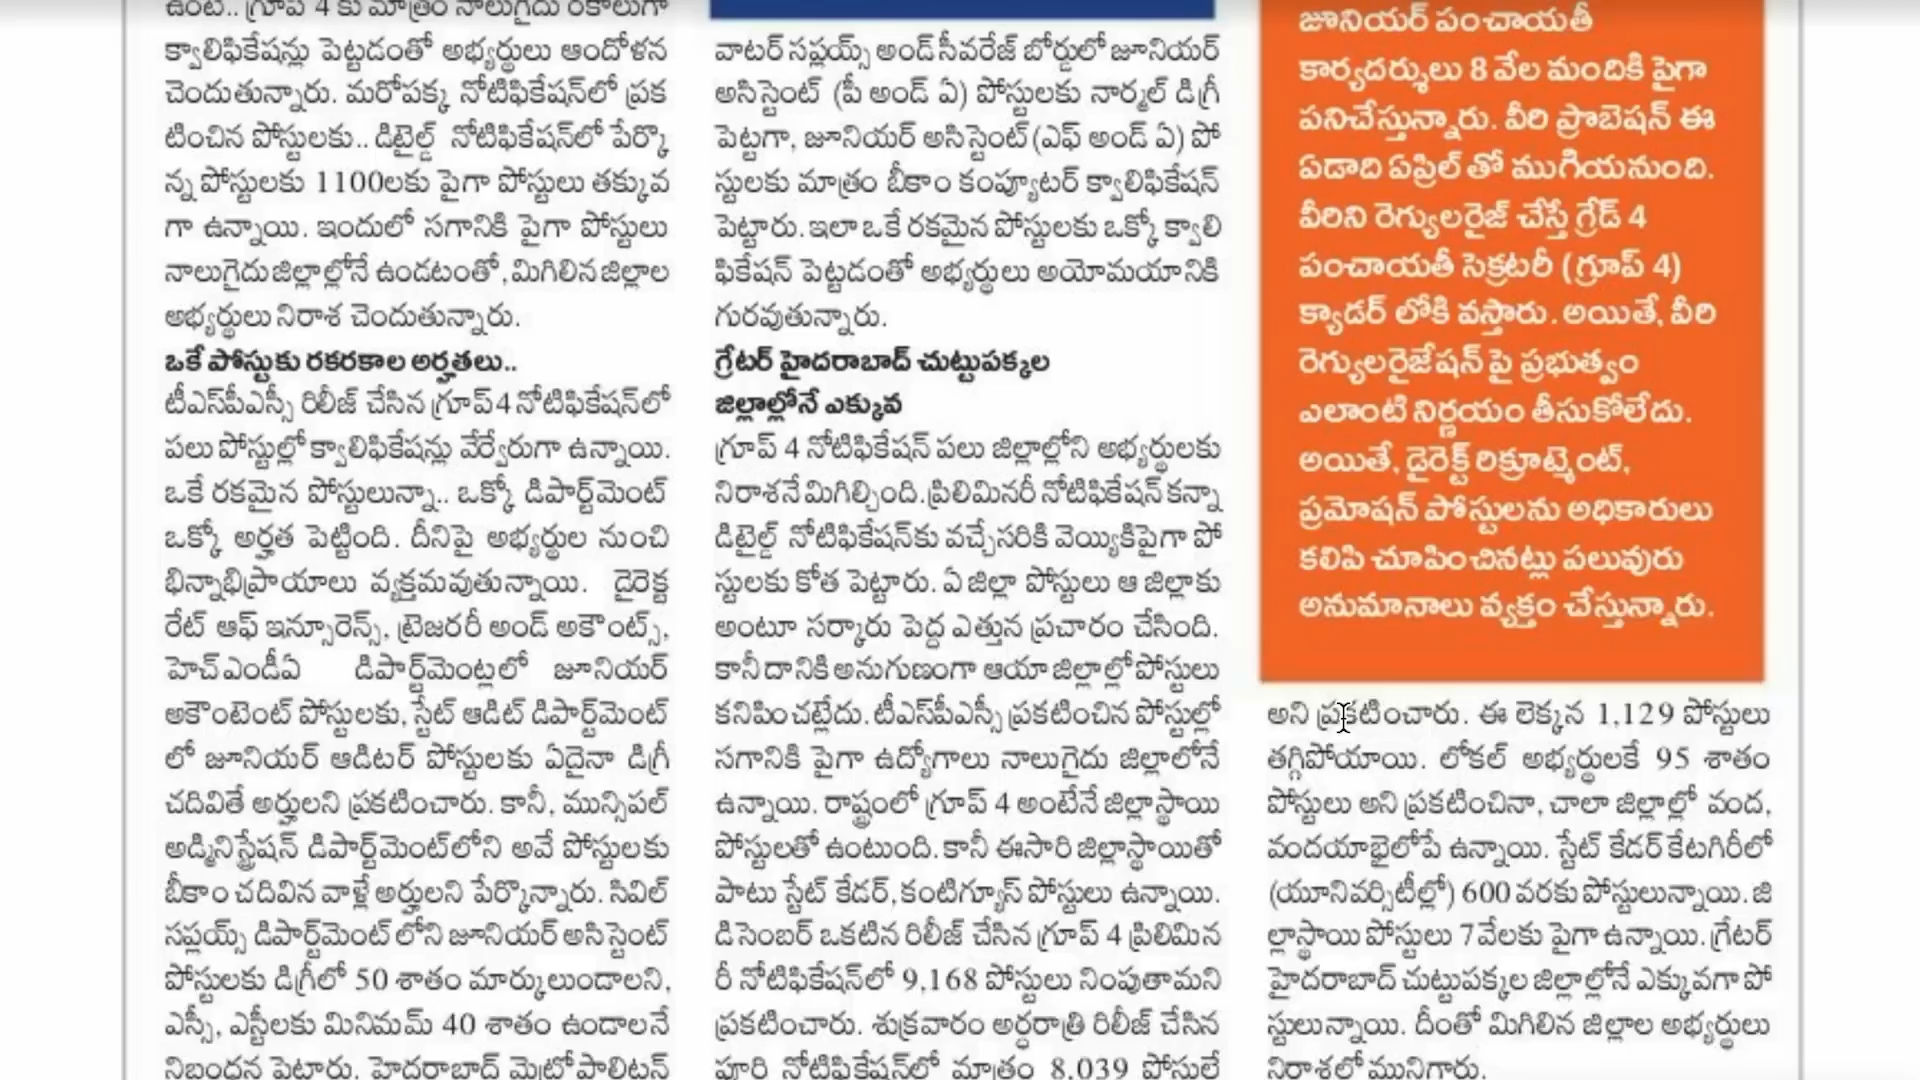 ఉంటే.. గ్రూప్ 4 కు మాత్రం నాలుగైదు రకాలుగా
క్వాలిఫికేషన్లు పెట్టడంతో అభ్యర్థులు ఆందోళన
చెందుతున్నారు. మరోపక్క నోటిఫికేషన్‌లో ప్రక
టించిన పోస్టులకు.. డిటైల్డ్ నోటిఫికేషన్‌లో పేర్కొ
న్న పోస్టులకు 1100లకు పైగా పోస్టులు తక్కువ
గా ఉన్నాయి. ఇందులో సగానికి పైగా పోస్టులు
నాలుగైదు జిల్లాల్లోనే ఉండటంతో, మిగిలిన జిల్లాల
అభ్యర్థులు నిరాశ చెందుతున్నారు.
ఒకే పోస్టుకు రకరకాల అర్హతలు..
టీఎస్‌పీఎస్సీ రిలీజ్ చేసిన గ్రూప్ 4 నోటిఫికేషన్‌లో
పలు పోస్టుల్లో క్వాలిఫికేషన్లు వేర్వేరుగా ఉన్నాయి.
ఒకే రకమైన పోస్టులున్నా.. ఒక్కో డిపార్ట్‌మెంట్
ఒక్కో అర్హత పెట్టింది. దీనిపై అభ్యర్థుల నుంచి
భిన్నాభిప్రాయాలు వ్యక్తమవుతున్నాయి. డైరెక్ట
రేట్ ఆఫ్ ఇన్సూరెన్స్, ట్రెజరరీ అండ్ అకౌంట్స్,
హెచ్ఎండీఏ డిపార్ట్‌మెంట్లలో జూనియర్
అకౌంటెంట్ పోస్టులకు, స్టేట్ ఆడిట్ డిపార్ట్‌మెంట్
లో జూనియర్ ఆడిటర్ పోస్టులకు ఏదైనా డిగ్రీ
చదివితే అర్హులని ప్రకటించారు. కానీ, మున్సిపల్
అడ్మినిస్ట్రేషన్ డిపార్ట్‌మెంట్‌లోని అవే పోస్టులకు
బీకాం చదివిన వాళ్లే అర్హులని పేర్కొన్నారు. సివిల్
సప్లయ్స్ డిపార్ట్‌మెంట్ లోని జూనియర్ అసిస్టెంట్
పోస్టులకు డిగ్రీలో 50 శాతం మార్కులుండాలని,
ఎస్సీ, ఎస్టీలకు మినిమమ్ 40 శాతం ఉండాలనే
నిబంధన పెట్టారు. హైదరాబాద్ మెట్రోపాలిటన్
వాటర్ సప్లయ్స్ అండ్ సీవరేజ్ బోర్డులో జూనియర్
అసిస్టెంట్ (పీ అండ్ ఏ) పోస్టులకు నార్మల్ డిగ్రీ
పెట్టగా, జూనియర్ అసిస్టెంట్ (ఎఫ్ అండ్ ఏ) పో
స్టులకు మాత్రం బీకాం కంప్యూటర్ క్వాలిఫికేషన్
పెట్టారు. ఇలా ఒకే రకమైన పోస్టులకు ఒక్కో క్వాలి
ఫికేషన్ పెట్టడంతో అభ్యర్థులు అయోమయానికి
గురవుతున్నారు.
గ్రేటర్ హైదరాబాద్ చుట్టుపక్కల
జిల్లాల్లోనే ఎక్కువ
గ్రూప్ 4 నోటిఫికేషన్ పలు జిల్లాల్లోని అభ్యర్థులకు
నిరాశనే మిగిల్చింది. ప్రిలిమినరీ నోటిఫికేషన్ కన్నా
డిటైల్డ్ నోటిఫికేషన్‌కు వచ్చేసరికి వెయ్యికిపైగా పో
స్టులకు కోత పెట్టారు. ఏ జిల్లా పోస్టులు ఆ జిల్లాకు
అంటూ సర్కారు పెద్ద ఎత్తున ప్రచారం చేసింది.
కానీ దానికి అనుగుణంగా ఆయా జిల్లాల్లో పోస్టులు
కనిపించట్లేదు. టీఎస్‌పీఎస్సీ ప్రకటించిన పోస్టుల్లో
సగానికి పైగా ఉద్యోగాలు నాలుగైదు జిల్లాలోనే
ఉన్నాయి. రాష్ట్రంలో గ్రూప్ 4 అంటేనే జిల్లాస్థాయి
పోస్టులతో ఉంటుంది. కానీ ఈసారి జిల్లాస్థాయితో
పాటు స్టేట్ కేడర్, కంటిగ్యూస్ పోస్టులు ఉన్నాయి.
డిసెంబర్ ఒకటిన రిలీజ్ చేసిన గ్రూప్ 4 ప్రిలిమిన
రీ నోటిఫికేషన్‌లో 9,168 పోస్టులు నింపుతామని
ప్రకటించారు. శుక్రవారం అర్ధరాత్రి రిలీజ్ చేసిన
పూర్తి నోటిఫికేషన్‌లో మాత్రం 8,039 పోస్టులే
జూనియర్ పంచాయతీ
కార్యదర్శులు 8 వేల మందికి పైగా
పనిచేస్తున్నారు. వీరి ప్రొబెషన్ ఈ
ఏడాది ఏప్రిల్ తో ముగియనుంది.
వీరిని రెగ్యులరైజ్ చేస్తే గ్రేడ్ 4
పంచాయతీ సెక్రటరీ (గ్రూప్ 4)
క్యాడర్ లోకి వస్తారు. అయితే, వీరి
రెగ్యులరైజేషన్ పై ప్రభుత్వం
ఎలాంటి నిర్ణయం తీసుకోలేదు.
అయితే, డైరెక్ట్ రిక్రూట్మెంట్,
ప్రమోషన్ పోస్టులను అధికారులు
కలిపి చూపించినట్లు పలువురు
అనుమానాలు వ్యక్తం చేస్తున్నారు.
అని ప్రకటించారు. ఈ లెక్కన 1,129 పోస్టులు
తగ్గిపోయాయి. లోకల్ అభ్యర్థులకే 95 శాతం
పోస్టులు అని ప్రకటించినా, చాలా జిల్లాల్లో వంద,
వందయాభైలోపే ఉన్నాయి. స్టేట్ కేడర్ కేటగిరీలో
(యూనివర్సిటీల్లో) 600 వరకు పోస్టులున్నాయి. జి
ల్లాస్థాయి పోస్టులు 7వేలకు పైగా ఉన్నాయి. గ్రేటర్
హైదరాబాద్ చుట్టుపక్కల జిల్లాల్లోనే ఎక్కువగా పో
స్టులున్నాయి. దీంతో మిగిలిన జిల్లాల అభ్యర్థులు
నిరాశలో మునిగారు.